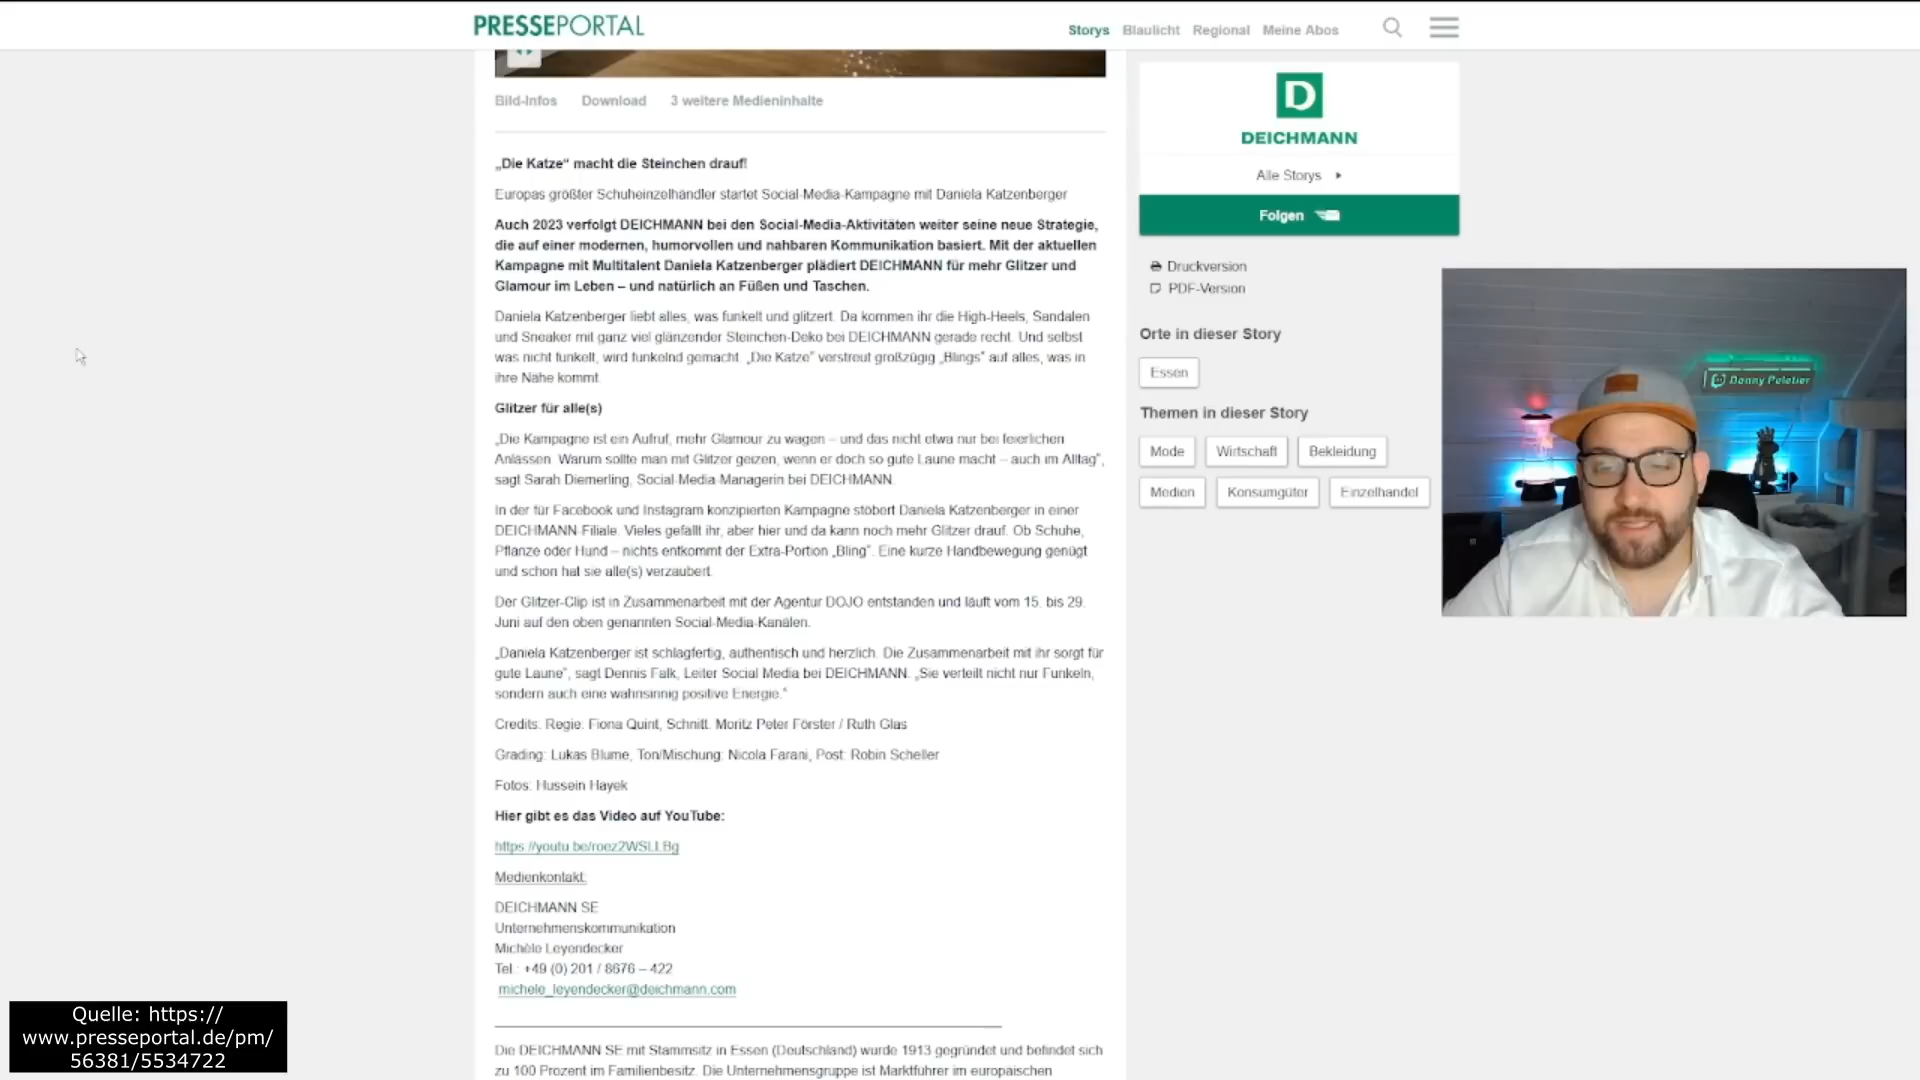 PRESSEPORTAL
Storys Blaulicht Regional Meine Abos
Bild-Infos Download 3 weitere Medieninhalte
„Die Katze“ macht die Steinchen drauf!
Europas größter Schuheinzelhändler startet Social-Media-Kampagne mit Daniela Katzenberger
Auch 2023 verfolgt DEICHMANN bei den Social-Media-Aktivitäten weiter seine neue Strategie,
die auf einer modernen, humorvollen und nahbaren Kommunikation basiert. Mit der aktuellen
Kampagne mit Multitalent Daniela Katzenberger plädiert DEICHMANN für mehr Glitzer und
Glamour im Leben – und natürlich an Füßen und Taschen.
Daniela Katzenberger liebt alles, was funkelt und glitzert. Da kommen ihr die High-Heels, Sandalen
und Sneaker mit ganz viel glänzender Steinchen-Deko bei DEICHMANN gerade recht. Und selbst
was nicht funkelt, wird funkelnd gemacht. „Die Katze“ verstreut großzügig „Blings“ auf alles, was in
ihre Nähe kommt.
Glitzer für alle(s)
„Die Kampagne ist ein Aufruf, mehr Glamour zu wagen – und das nicht etwa nur bei feierlichen
Anlässen. Warum sollte man mit Glitzer geizen, wenn er doch so gute Laune macht – auch im Alltag“,
sagt Sarah Diemerling, Social-Media-Managerin bei DEICHMANN.
In der für Facebook und Instagram konzipierten Kampagne stöbert Daniela Katzenberger in einer
DEICHMANN-Filiale. Vieles gefällt ihr, aber hier und da kann noch mehr Glitzer drauf. Ob Schuhe,
Pflanze oder Hund – nichts entkommt der Extra-Portion „Bling“. Eine kurze Handbewegung genügt
und schon hat sie alle(s) verzaubert.
Der Glitzer-Clip ist in Zusammenarbeit mit der Agentur DOJO entstanden und läuft vom 15. bis 29.
Juni auf den oben genannten Social-Media-Kanälen.
„Daniela Katzenberger ist schlagfertig, authentisch und herzlich. Die Zusammenarbeit mit ihr sorgt für
gute Laune“, sagt Dennis Falk, Leiter Social Media bei DEICHMANN. „Sie verteilt nicht nur Funkeln,
sondern auch eine wahnsinnig positive Energie.“
Credits: Regie: Fiona Quint, Schnitt: Moritz Peter Förster / Ruth Glas
Grading: Lukas Blume, Ton/Mischung: Nicola Farani, Post: Robin Scheller
Fotos: Hussein Hayek
Hier gibt es das Video auf YouTube:
https://youtu.be/roez2WSLLBg
Medienkontakt:
DEICHMANN SE
Unternehmenskommunikation
Michèle Leyendecker
Tel.: +49 (0) 201 / 8676 – 422
michele_leyendecker@deichmann.com
Die DEICHMANN SE mit Stammsitz in Essen (Deutschland) wurde 1913 gegründet und befindet sich
zu 100 Prozent im Familienbesitz. Die Unternehmensgruppe ist Marktführer im europäischen
D
DEICHMANN
Alle Storys
Folgen
Druckversion
PDF-Version
Orte in dieser Story
Essen
Themen in dieser Story
Mode Wirtschaft Bekleidung
Medien Konsumgüter Einzelhandel
Danny Peletier
Quelle: https://
www.presseportal.de/pm/
56381/5534722